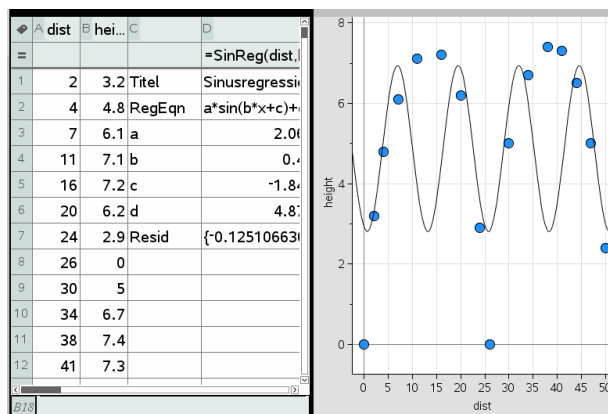 A dist B hei... C D
= =SinReg(dist,
1 2 3.2 Titel Sinusregressi
2 4 4.8 RegEqn a*sin(b*x+c)+
3 7 6.1 a 2.06
4 11 7.1 b 0.4
5 16 7.2 c -1.84
6 20 6.2 d 4.87
7 24 2.9 Resid {-0.12510663
8 26 0
9 30 5
10 34 6.7
11 38 7.4
12 41 7.3
B18
8
6
4
2
0
height
0 5 10 15 20 25 30 35 40 45 50
dist